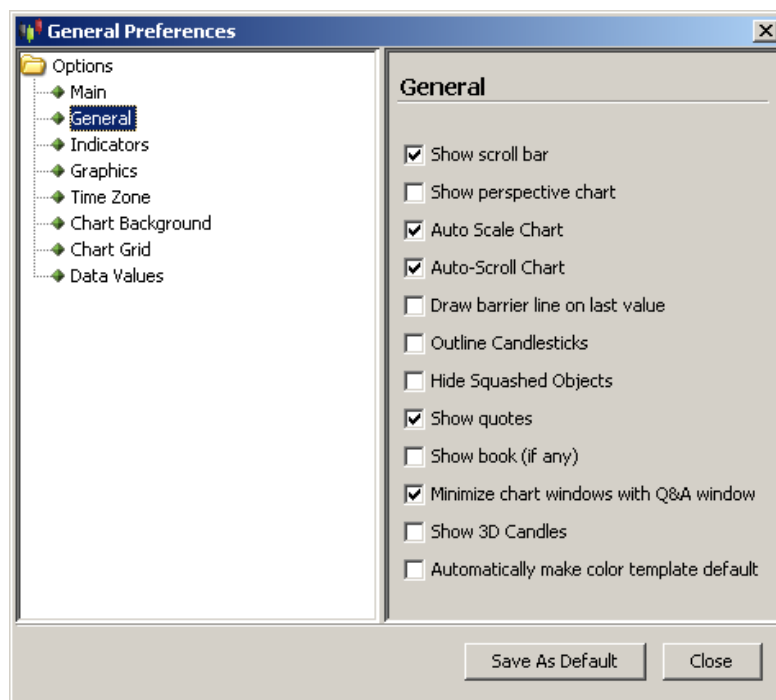 General Preferences
Options
Main
General
Indicators
Graphics
Time Zone
Chart Background
Chart Grid
Data Values
General
Show scroll bar
Show perspective chart
Auto Scale Chart
Auto-Scroll Chart
Draw barrier line on last value
Outline Candlesticks
Hide Squashed Objects
Show quotes
Show book (if any)
Minimize chart windows with Q&A window
Show 3D Candles
Automatically make color template default
Save As Default
Close